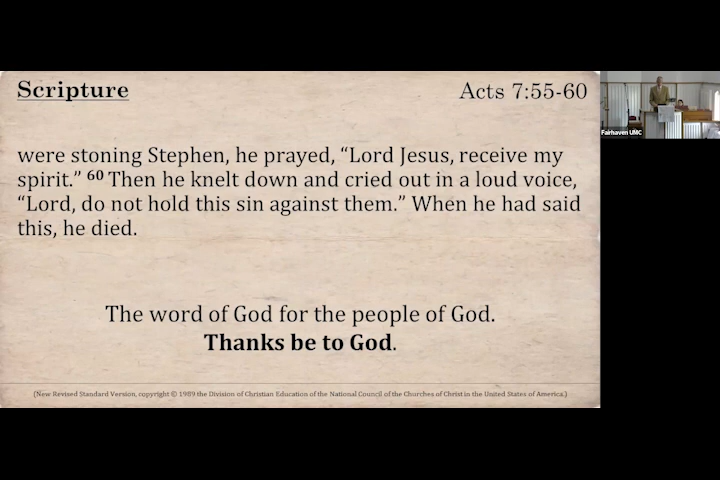 Scripture
Acts 7:55-60
were stoning Stephen, he prayed, “Lord Jesus, receive my
spirit.” 60 Then he knelt down and cried out in a loud voice,
“Lord, do not hold this sin against them.” When he had said
this, he died.
The word of God for the people of God.
Thanks be to God.
(New Revised Standard Version, copyright © 1989 the Division of Christian Education of the National Council of the Churches of Christ in the United States of America.)
Fairhaven UMC